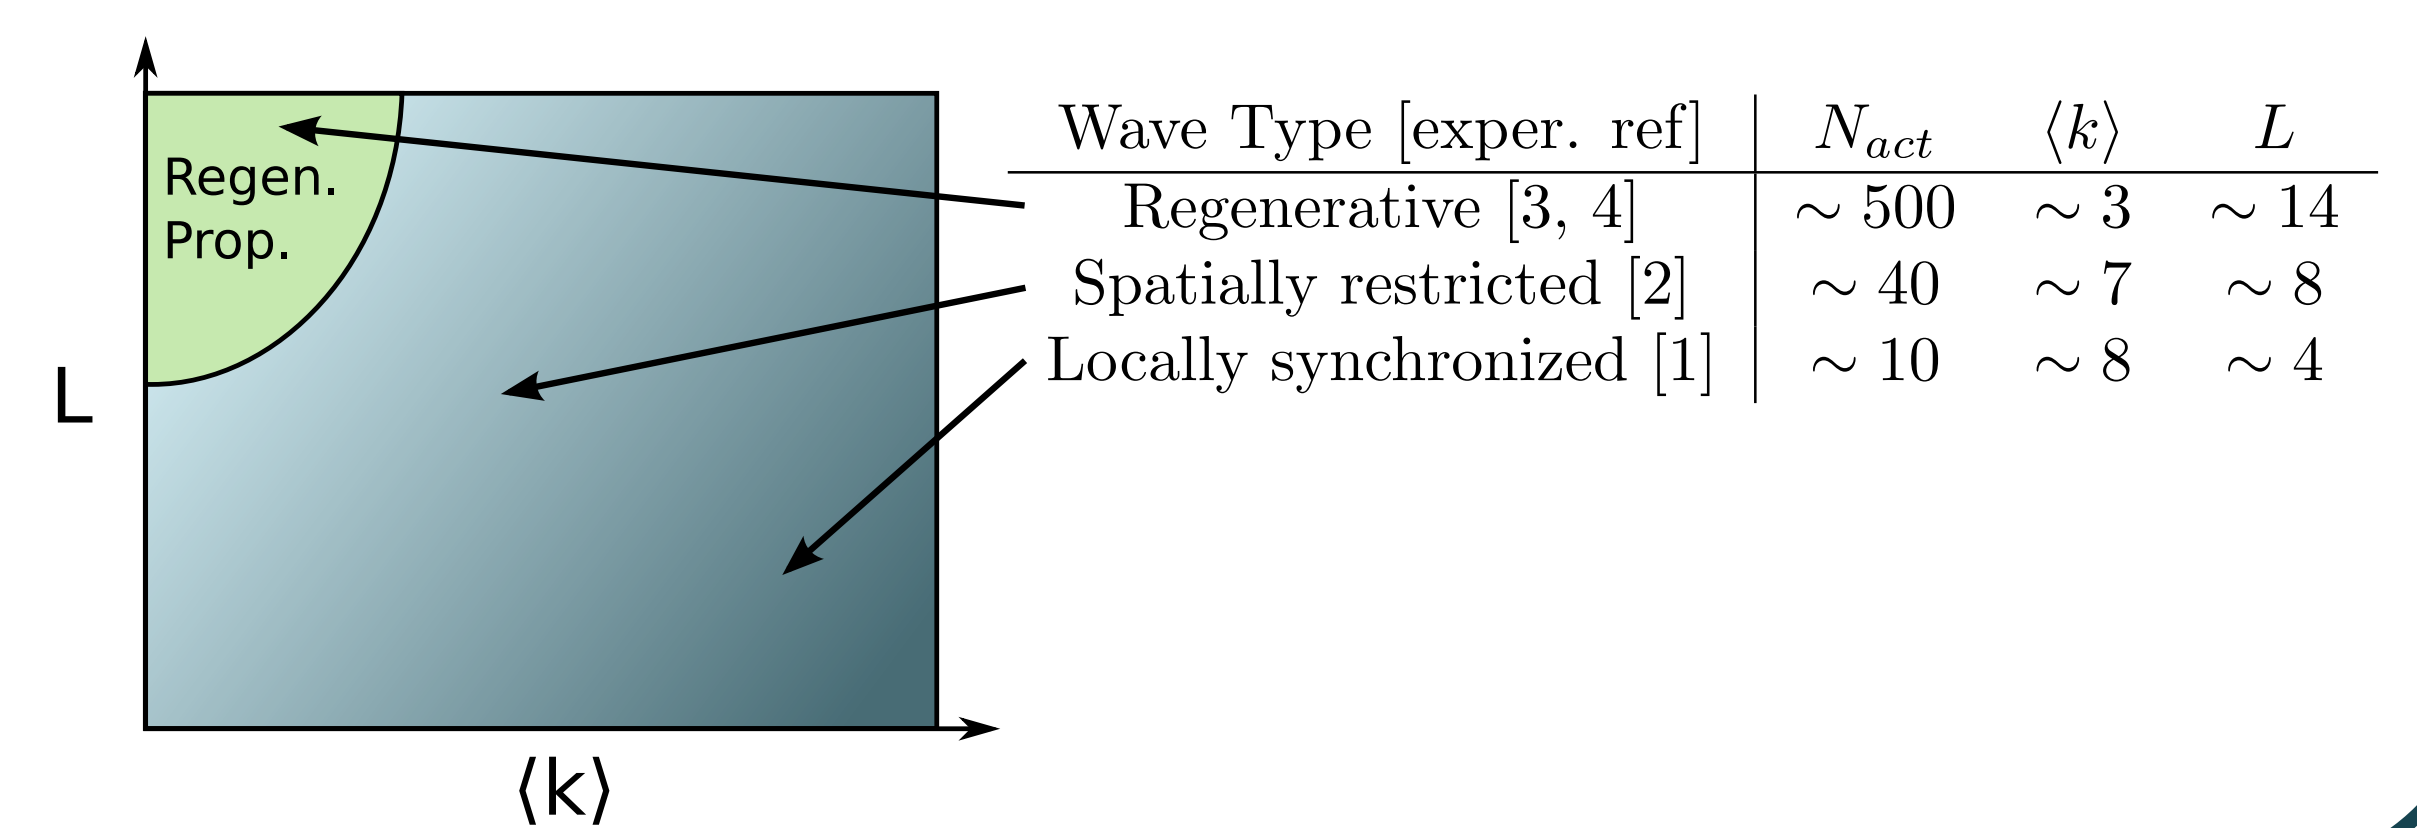 Regen.
Prop.
L
⟨k⟩
Wave Type [exper. ref] N_act ⟨k⟩ L
Regenerative [3, 4] ∼ 500 ∼ 3 ∼ 14
Spatially restricted [2] ∼ 40 ∼ 7 ∼ 8
Locally synchronized [1] ∼ 10 ∼ 8 ∼ 4